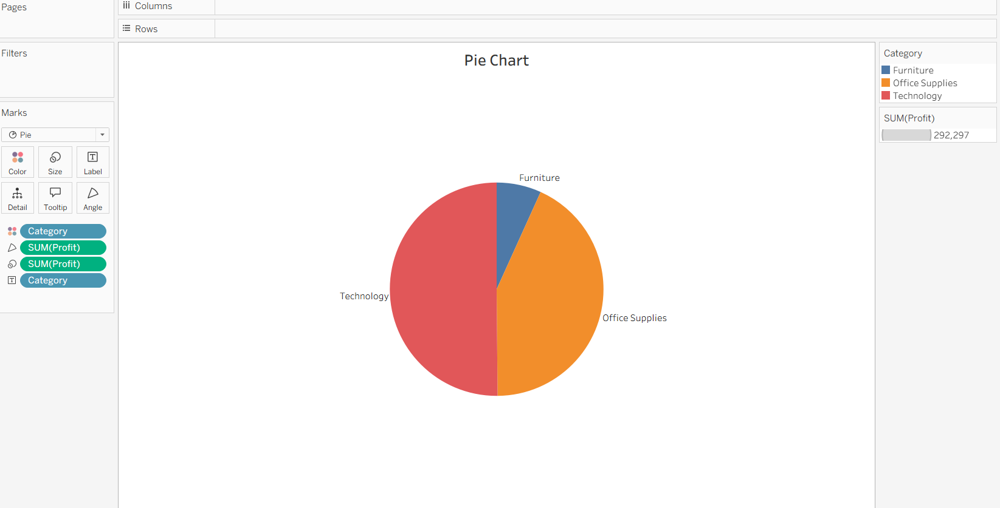 Pages
Columns
Rows
Filters
Marks
Pie
Color
Size
Label
Detail
Tooltip
Angle
Category
SUM(Profit)
SUM(Profit)
T Category
Pie Chart
Furniture
Technology
Office Supplies
Category
Furniture
Office Supplies
Technology
SUM(Profit)
292,297